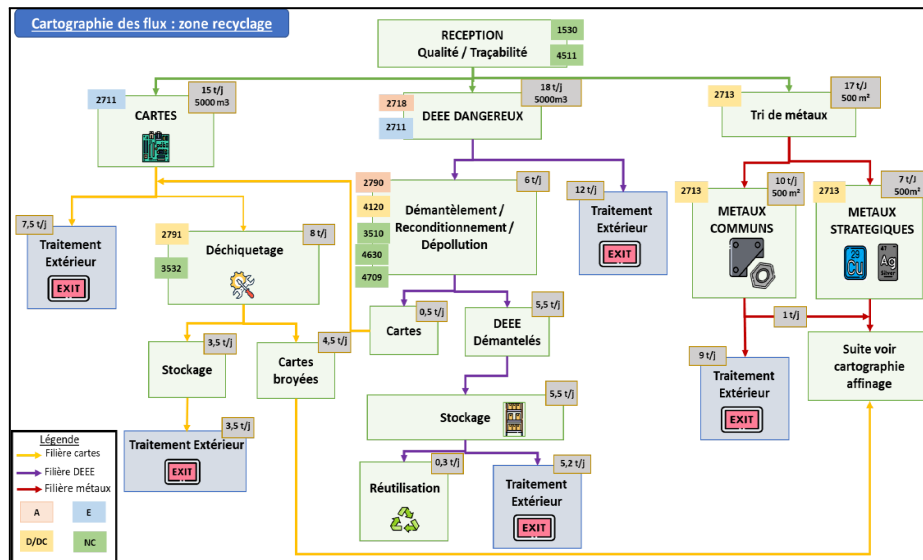 Cartographie des flux : zone recyclage
RECEPTION
Qualité / Traçabilité
1530
4511
2711
15 t/j
5000 m3
CARTES
2718
2711
18 t/j
5000m3
DEEE DANGEREUX
2713
17 t/J
500 m²
Tri de métaux
7,5 t/j
Traitement
Extérieur
EXIT
2791
3532
8 t/j
Déchiquetage
2790
4120
3510
4630
4709
6 t/j
Démantèlement /
Reconditionnement /
Dépollution
12 t/j
Traitement
Extérieur
EXIT
2713
10 t/j
500 m²
METAUX
COMMUNS
2713
7 t/J
500m²
METAUX
STRATEGIQUES
29
Cu
47
Ag
Silver
3,5 t/j
Stockage
4,5 t/j
Cartes
broyées
0,5 t/j
Cartes
5,5 t/j
DEEE
Démantelés
1 t/j
9 t/j
Traitement
Extérieur
EXIT
Suite voir
cartographie
affinage
5,5 t/j
Stockage
3,5 t/j
Traitement Extérieur
EXIT
0,3 t/j
Réutilisation
5,2 t/j
Traitement
Extérieur
EXIT
Légende
Filière cartes
Filière DEEE
Filière métaux
A
E
D/DC
NC